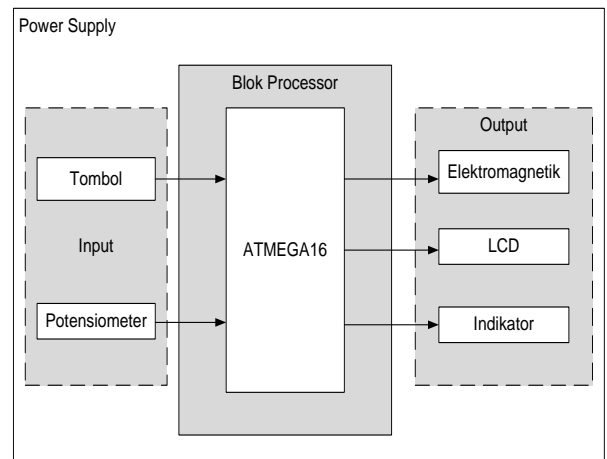 Power Supply
Blok Processor
Output
Tombol
Elektromagnetik
Input
ATMEGA16
LCD
Potensiometer
Indikator